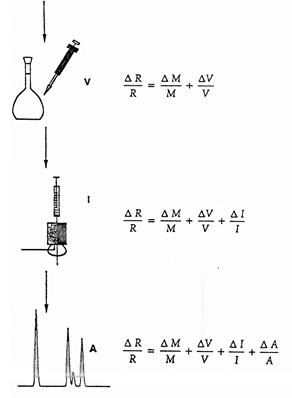 V ΔR/R = ΔM/M + ΔV/V
I ΔR/R = ΔM/M + ΔV/V + ΔI/I
A ΔR/R = ΔM/M + ΔV/V + ΔI/I + ΔA/A